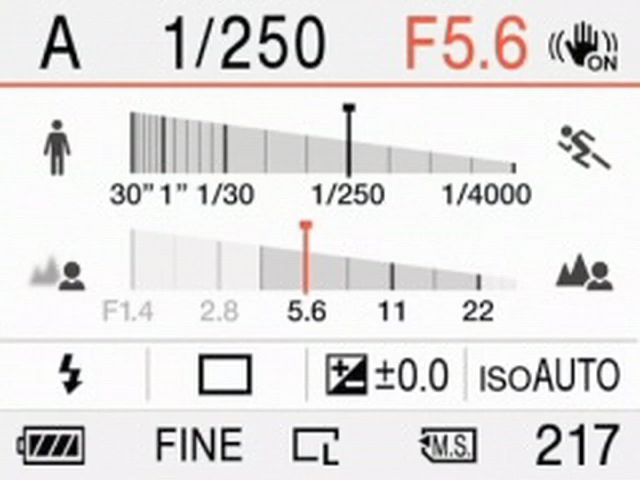 A 1/250 F5.6 ON
30” 1” 1/30 1/250 1/4000
F1.4 2.8 5.6 11 22
±0.0 ISOAUTO
FINE L M.S. 217